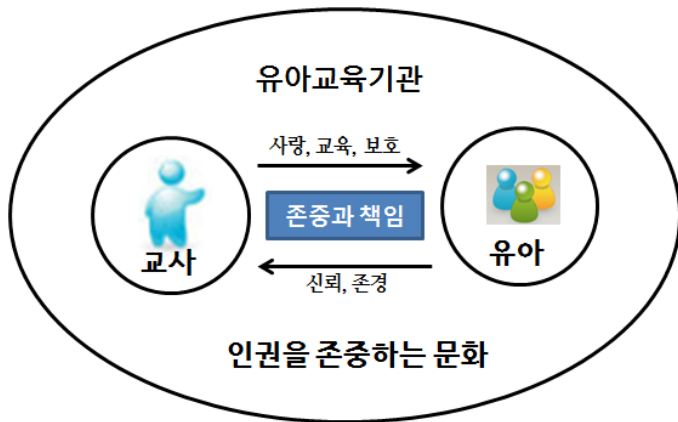 유아교육기관
사랑, 교육, 보호
존중과 책임
교사
유아
신뢰, 존경
인권을 존중하는 문화